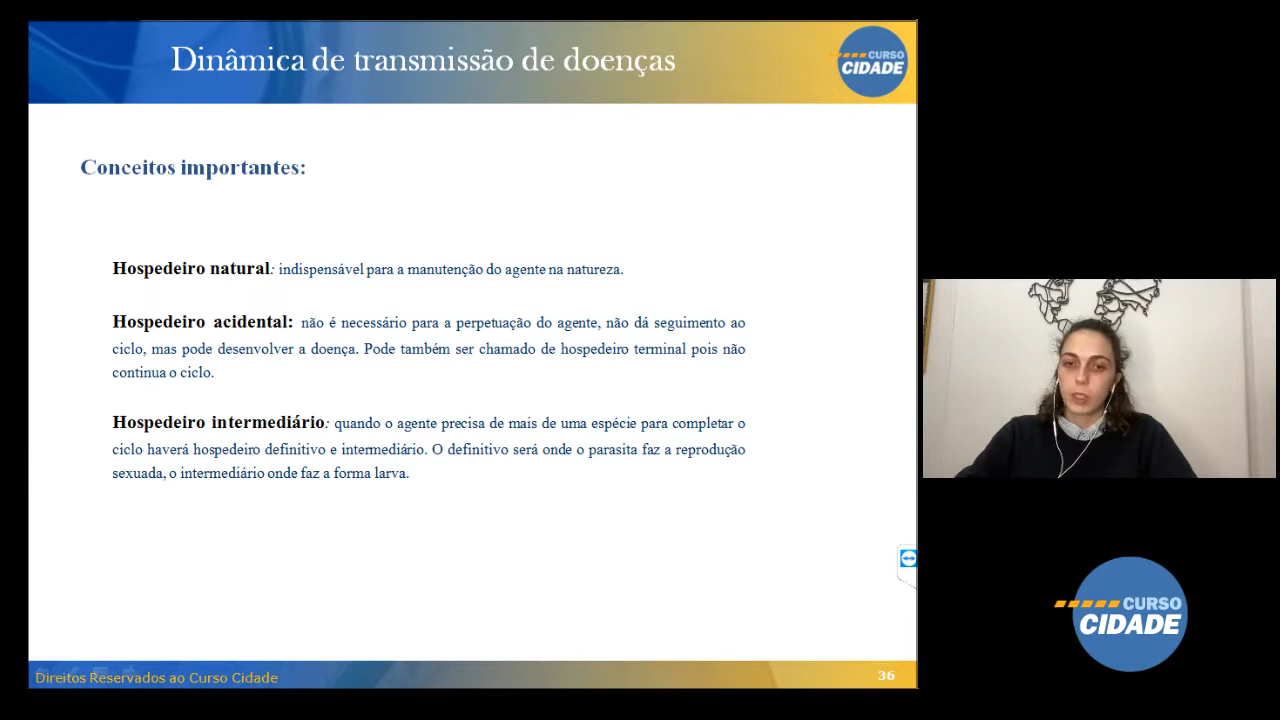 Dinâmica de transmissão de doenças
CURSO
CIDADE
Conceitos importantes:
Hospedeiro natural: indispensável para a manutenção do agente na natureza.
Hospedeiro acidental: não é necessário para a perpetuação do agente, não dá seguimento ao
ciclo, mas pode desenvolver a doença. Pode também ser chamado de hospedeiro terminal pois não
continua o ciclo.
Hospedeiro intermediário: quando o agente precisa de mais de uma espécie para completar o
ciclo haverá hospedeiro definitivo e intermediário. O definitivo será onde o parasita faz a reprodução
sexuada, o intermediário onde faz a forma larva.
Direitos Reservados ao Curso Cidade
36
CURSO
CIDADE